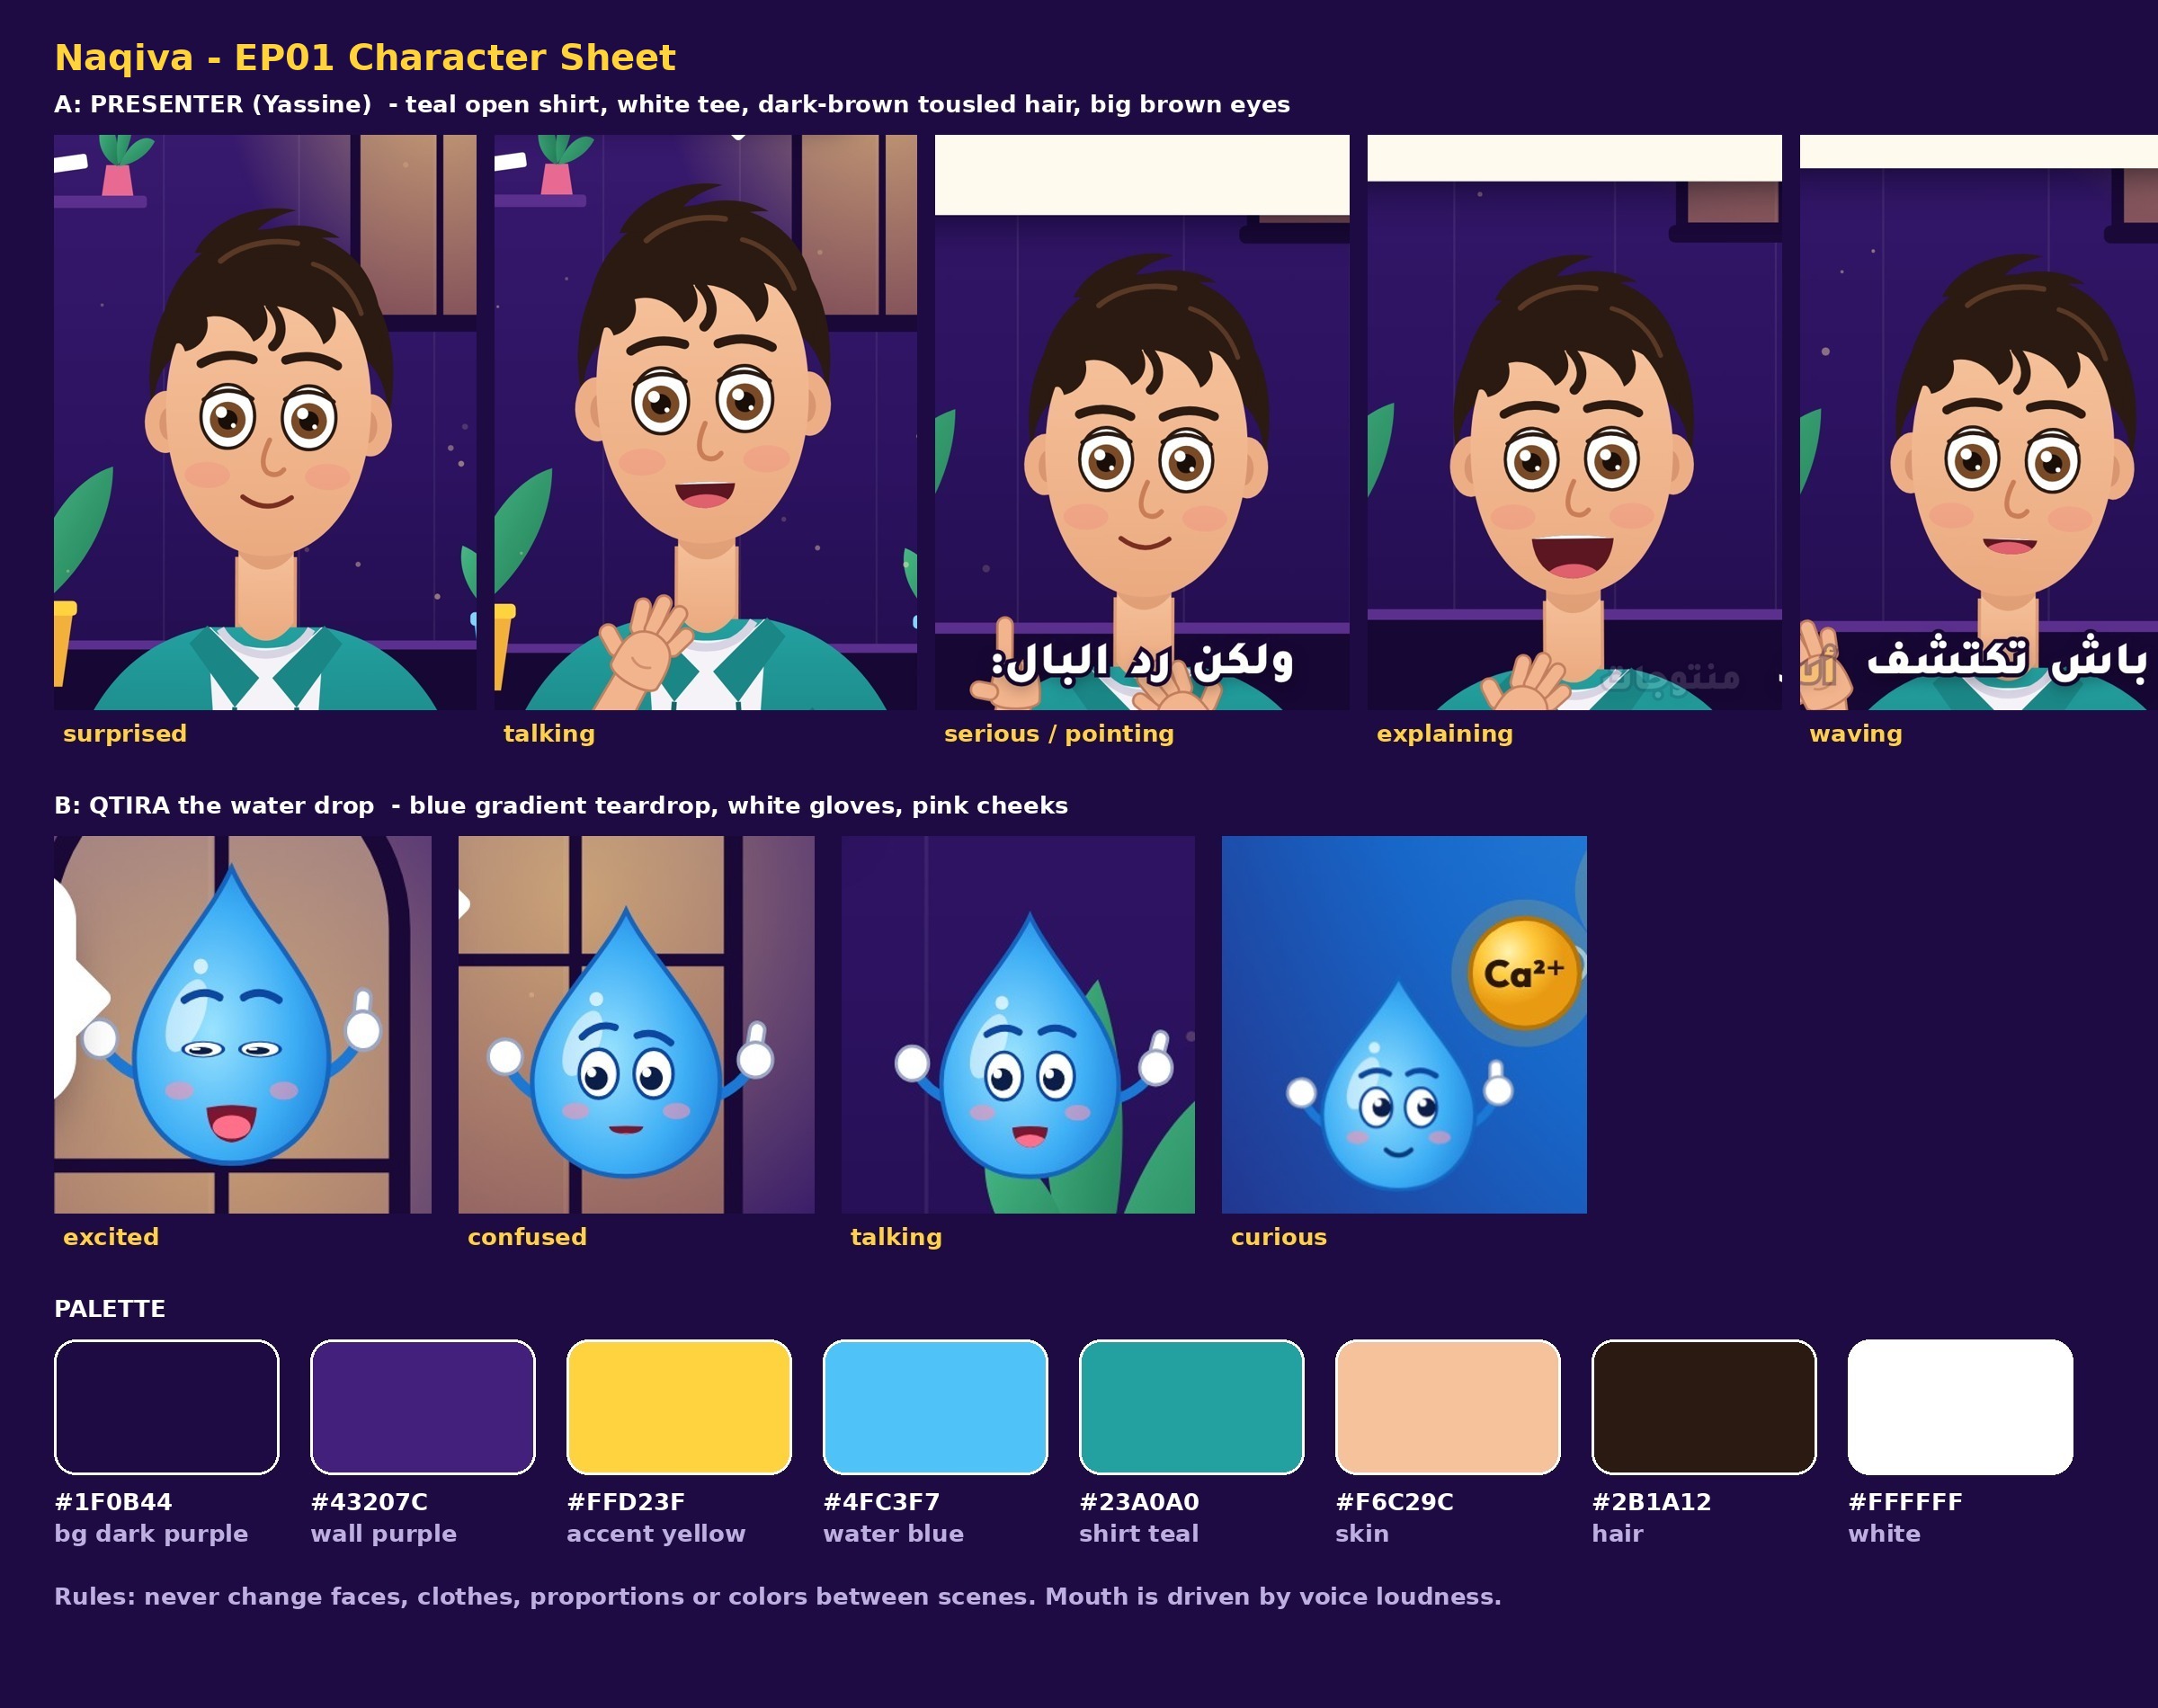 Naqiva - EP01 Character Sheet
A: PRESENTER (Yassine) - teal open shirt, white tee, dark-brown tousled hair, big brown eyes
ولكن رد البال:
منتوجات
باش تكتشف
surprised
talking
serious / pointing
explaining
waving
B: QTIRA the water drop - blue gradient teardrop, white gloves, pink cheeks
Ca²⁺
excited
confused
talking
curious
PALETTE
#1F0B44
#43207C
#FFD23F
#4FC3F7
#23A0A0
#F6C29C
#2B1A12
#FFFFFF
bg dark purple
wall purple
accent yellow
water blue
shirt teal
skin
hair
white
Rules: never change faces, clothes, proportions or colors between scenes. Mouth is driven by voice loudness.